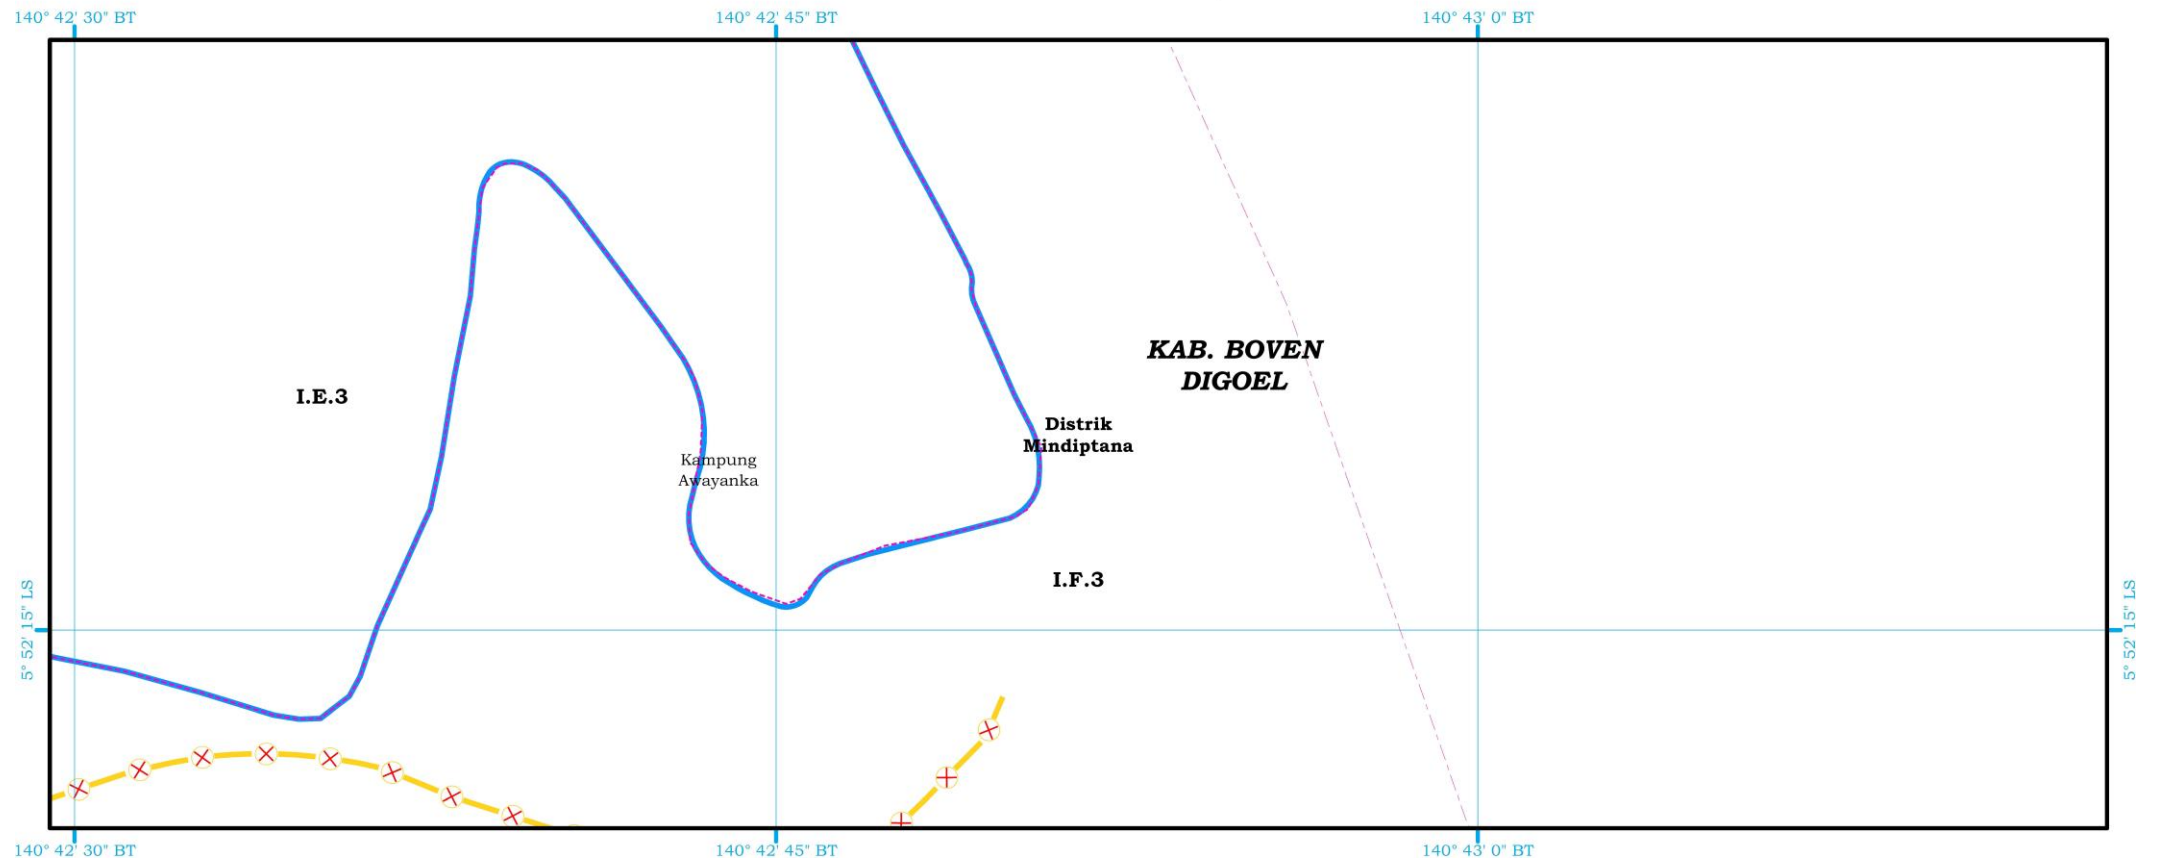 140° 42' 30" BT
140° 42' 45" BT
140° 43' 0" BT
KAB. BOVEN
DIGOEL
I.E.3
Distrik
Mindiptana
Kampung
Awayanka
I.F.3
5° 52' 15" LS
5° 52' 15" LS
140° 42' 30" BT
140° 42' 45" BT
140° 43' 0" BT